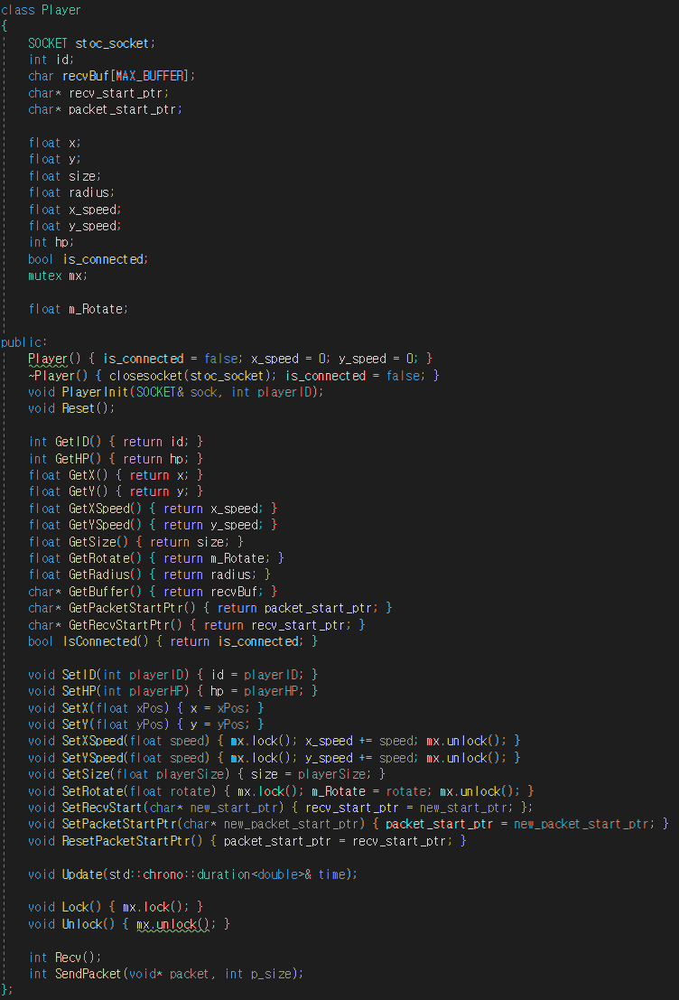 class Player
{
    SOCKET stoc_socket;
    int id;
    char recvBuf[MAX_BUFFER];
    char* recv_start_ptr;
    char* packet_start_ptr;

    float x;
    float y;
    float size;
    float radius;
    float x_speed;
    float y_speed;
    int hp;
    bool is_connected;
    mutex mx;

    float m_Rotate;

public:
    Player() { is_connected = false; x_speed = 0; y_speed = 0; }
    ~Player() { closesocket(stoc_socket); is_connected = false; }
    void PlayerInit(SOCKET& sock, int playerID);
    void Reset();

    int GetID() { return id; }
    int GetHP() { return hp; }
    float GetX() { return x; }
    float GetY() { return y; }
    float GetXSpeed() { return x_speed; }
    float GetYSpeed() { return y_speed; }
    float GetSize() { return size; }
    float GetRotate() { return m_Rotate; }
    float GetRadius() { return radius; }
    char* GetBuffer() { return recvBuf; }
    char* GetPacketStartPtr() { return packet_start_ptr; }
    char* GetRecvStartPtr() { return recv_start_ptr; }
    bool IsConnected() { return is_connected; }

    void SetID(int playerID) { id = playerID; }
    void SetHP(int playerHP) { hp = playerHP; }
    void SetX(float xPos) { x = xPos; }
    void SetY(float yPos) { y = yPos; }
    void SetXSpeed(float speed) { mx.lock(); x_speed += speed; mx.unlock(); }
    void SetYSpeed(float speed) { mx.lock(); y_speed += speed; mx.unlock(); }
    void SetSize(float playerSize) { size = playerSize; }
    void SetRotate(float rotate) { mx.lock(); m_Rotate = rotate; mx.unlock(); }
    void SetRecvStart(char* new_start_ptr) { recv_start_ptr = new_start_ptr; };
    void SetPacketStartPtr(char* new_packet_start_ptr) { packet_start_ptr = new_packet_start_ptr; }
    void ResetPacketStartPtr() { packet_start_ptr = recv_start_ptr; }

    void Update(std::chrono::duration<double>& time);

    void Lock() { mx.lock(); }
    void Unlock() { mx.unlock(); }

    int Recv();
    int SendPacket(void* packet, int p_size);
};